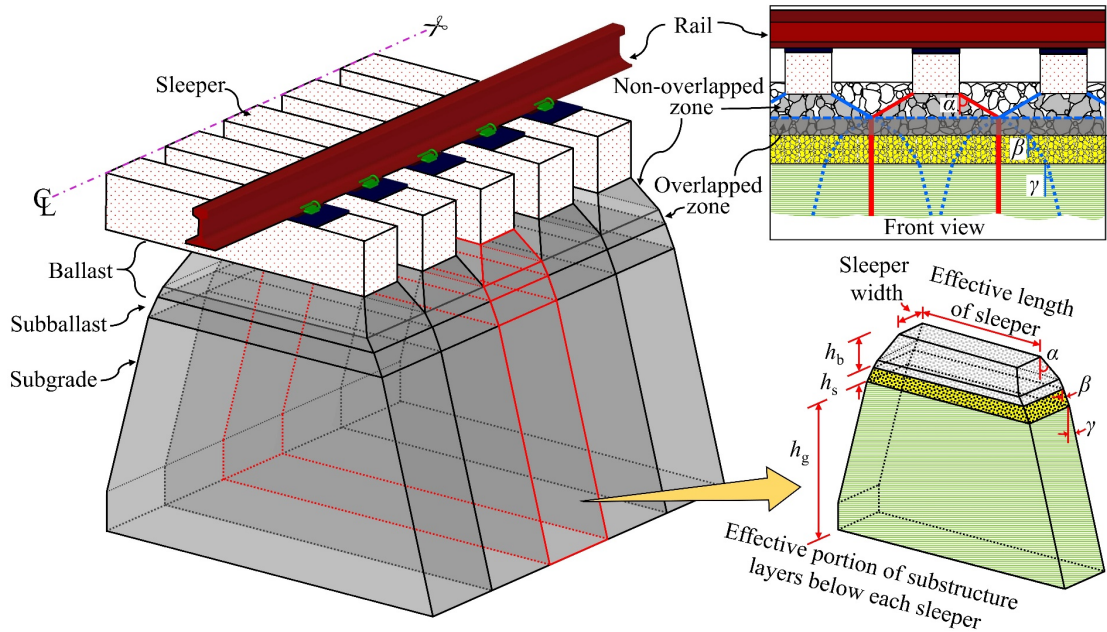 Sleeper
℄
Ballast
Subballast
Subgrade
Rail
Non-overlapped
zone
Overlapped
zone
α
β
γ
Front view
Sleeper
width
Effective length
of sleeper
α
h_b
h_s
β
γ
h_g
Effective portion of substructure
layers below each sleeper